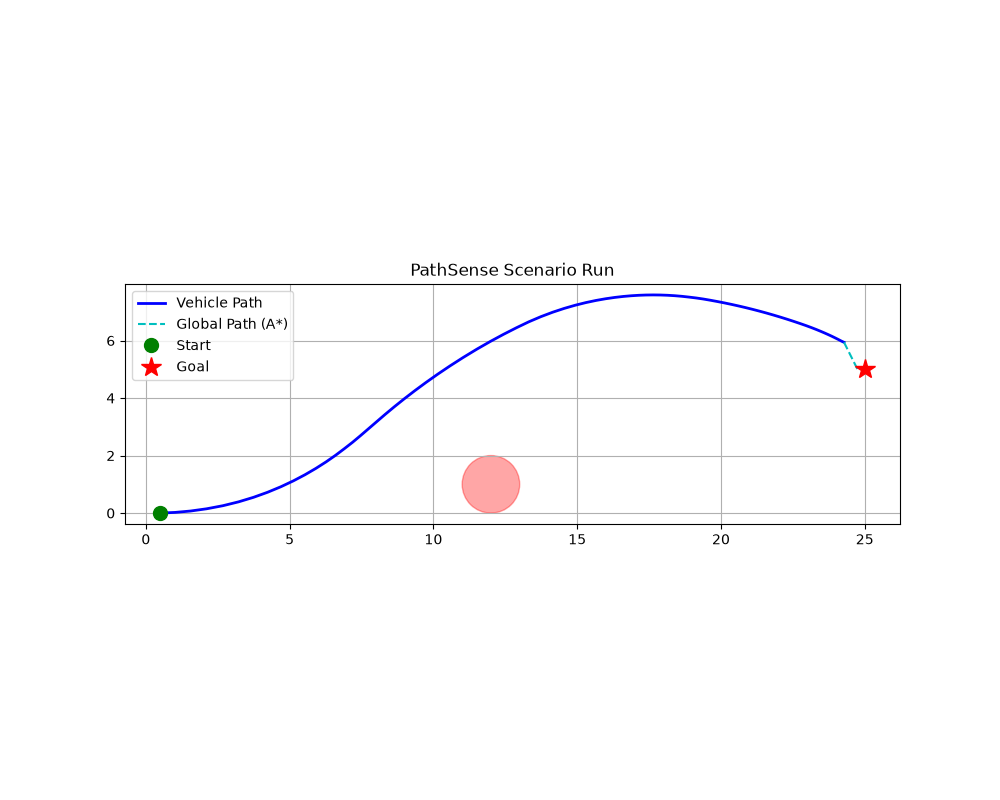 PathSense Scenario Run
Vehicle Path
Global Path (A*)
Start
Goal
6
4
2
0
0 5 10 15 20 25